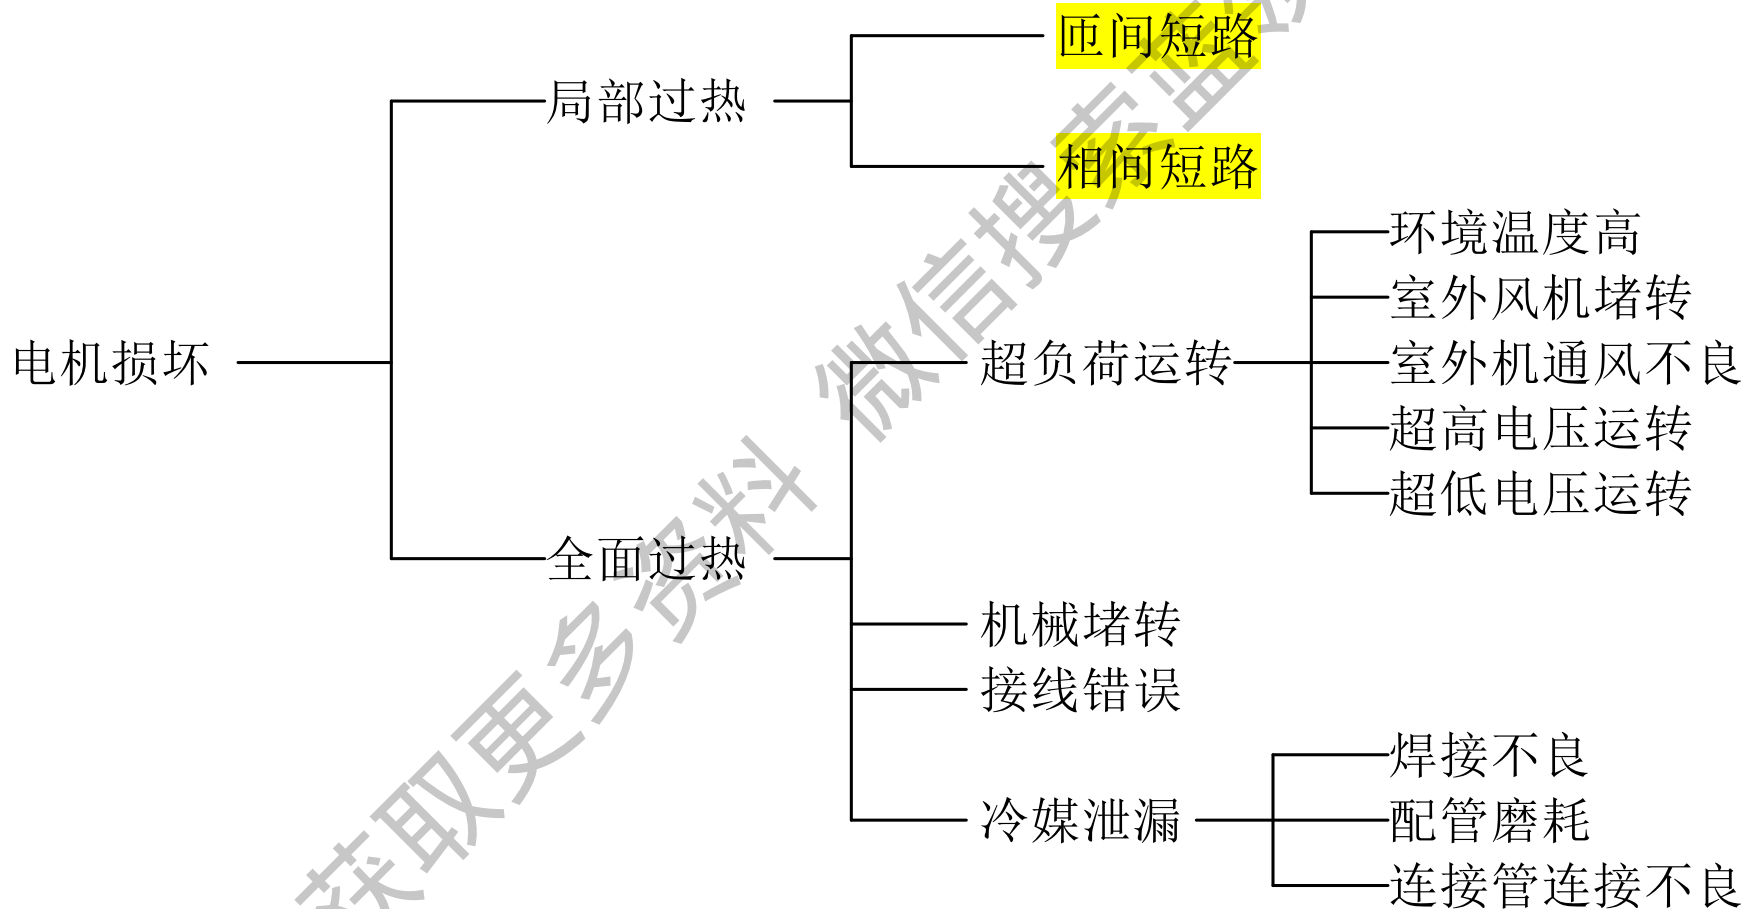 匝间短路
局部过热
相间短路
环境温度高
室外风机堵转
电机损坏
超负荷运转
室外机通风不良
超高电压运转
超低电压运转
全面过热
机械堵转
接线错误
焊接不良
冷媒泄漏
配管磨耗
连接管连接不良
获取更多资料 微信搜索蓝领